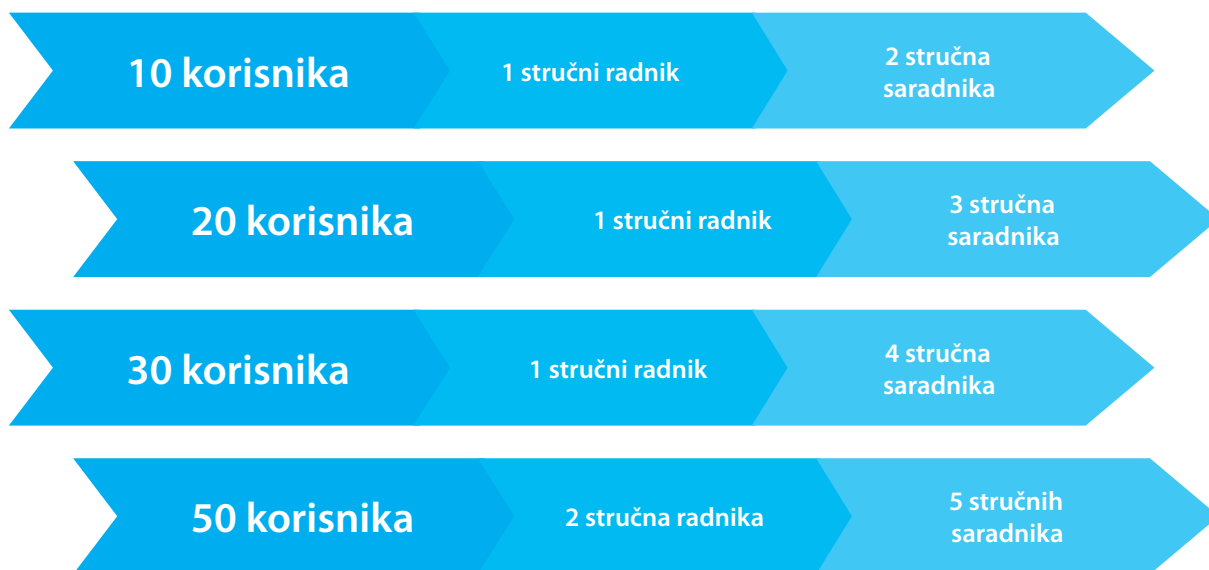 10 korisnika
1 stručni radnik
2 stručna
saradnika
20 korisnika
1 stručni radnik
3 stručna
saradnika
30 korisnika
1 stručni radnik
4 stručna
saradnika
50 korisnika
2 stručna radnika
5 stručnih
saradnika